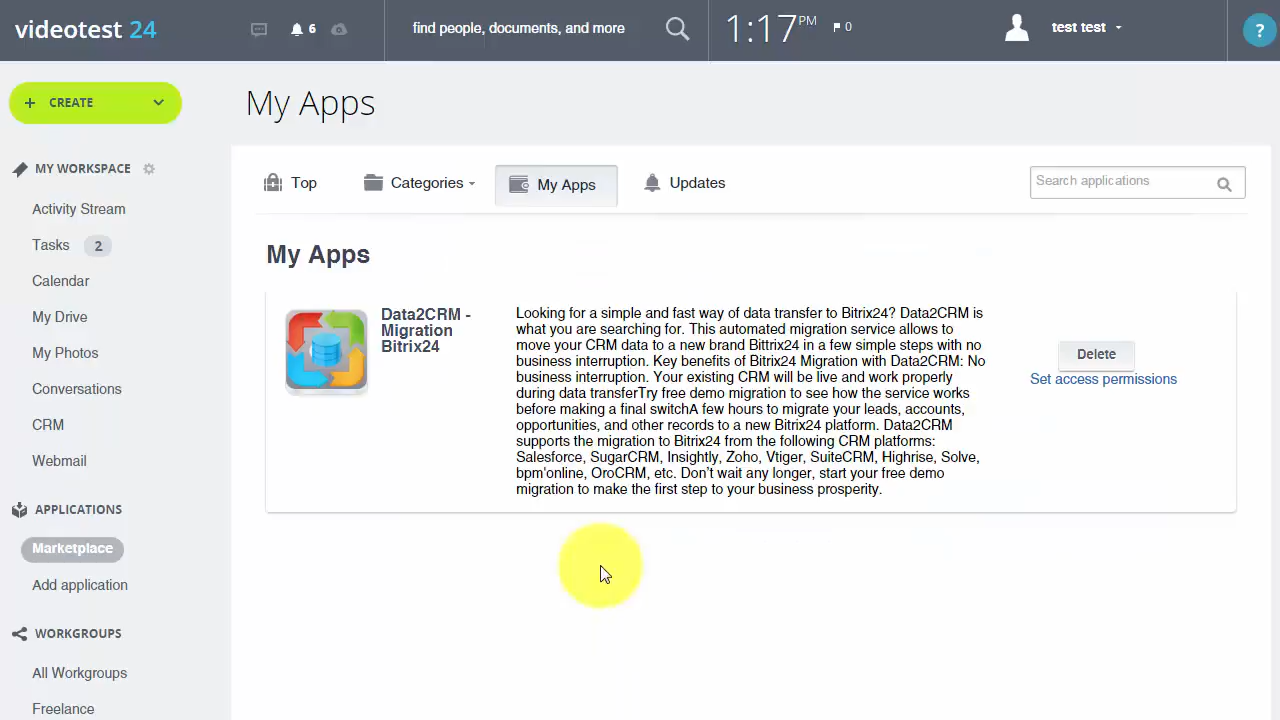 videotest 24
6
find people, documents, and more
1:17 PM
0
test test
?
+ CREATE
My Apps
MY WORKSPACE
Activity Stream
Tasks 2
Calendar
My Drive
My Photos
Conversations
CRM
Webmail
APPLICATIONS
Marketplace
Add application
WORKGROUPS
All Workgroups
Freelance
Top
Categories
My Apps
Updates
Search applications
My Apps
Data2CRM -
Migration
Bitrix24
Looking for a simple and fast way of data transfer to Bitrix24? Data2CRM is
what you are searching for. This automated migration service allows to
move your CRM data to a new brand Bittrix24 in a few simple steps with no
business interruption. Key benefits of Bitrix24 Migration with Data2CRM: No
business interruption. Your existing CRM will be live and work properly
during data transferTry free demo migration to see how the service works
before making a final switchA few hours to migrate your leads, accounts,
opportunities, and other records to a new Bitrix24 platform. Data2CRM
supports the migration to Bitrix24 from the following CRM platforms:
Salesforce, SugarCRM, Insightly, Zoho, Vtiger, SuiteCRM, Highrise, Solve,
bpm'online, OroCRM, etc. Don't wait any longer, start your free demo
migration to make the first step to your business prosperity.
Delete
Set access permissions